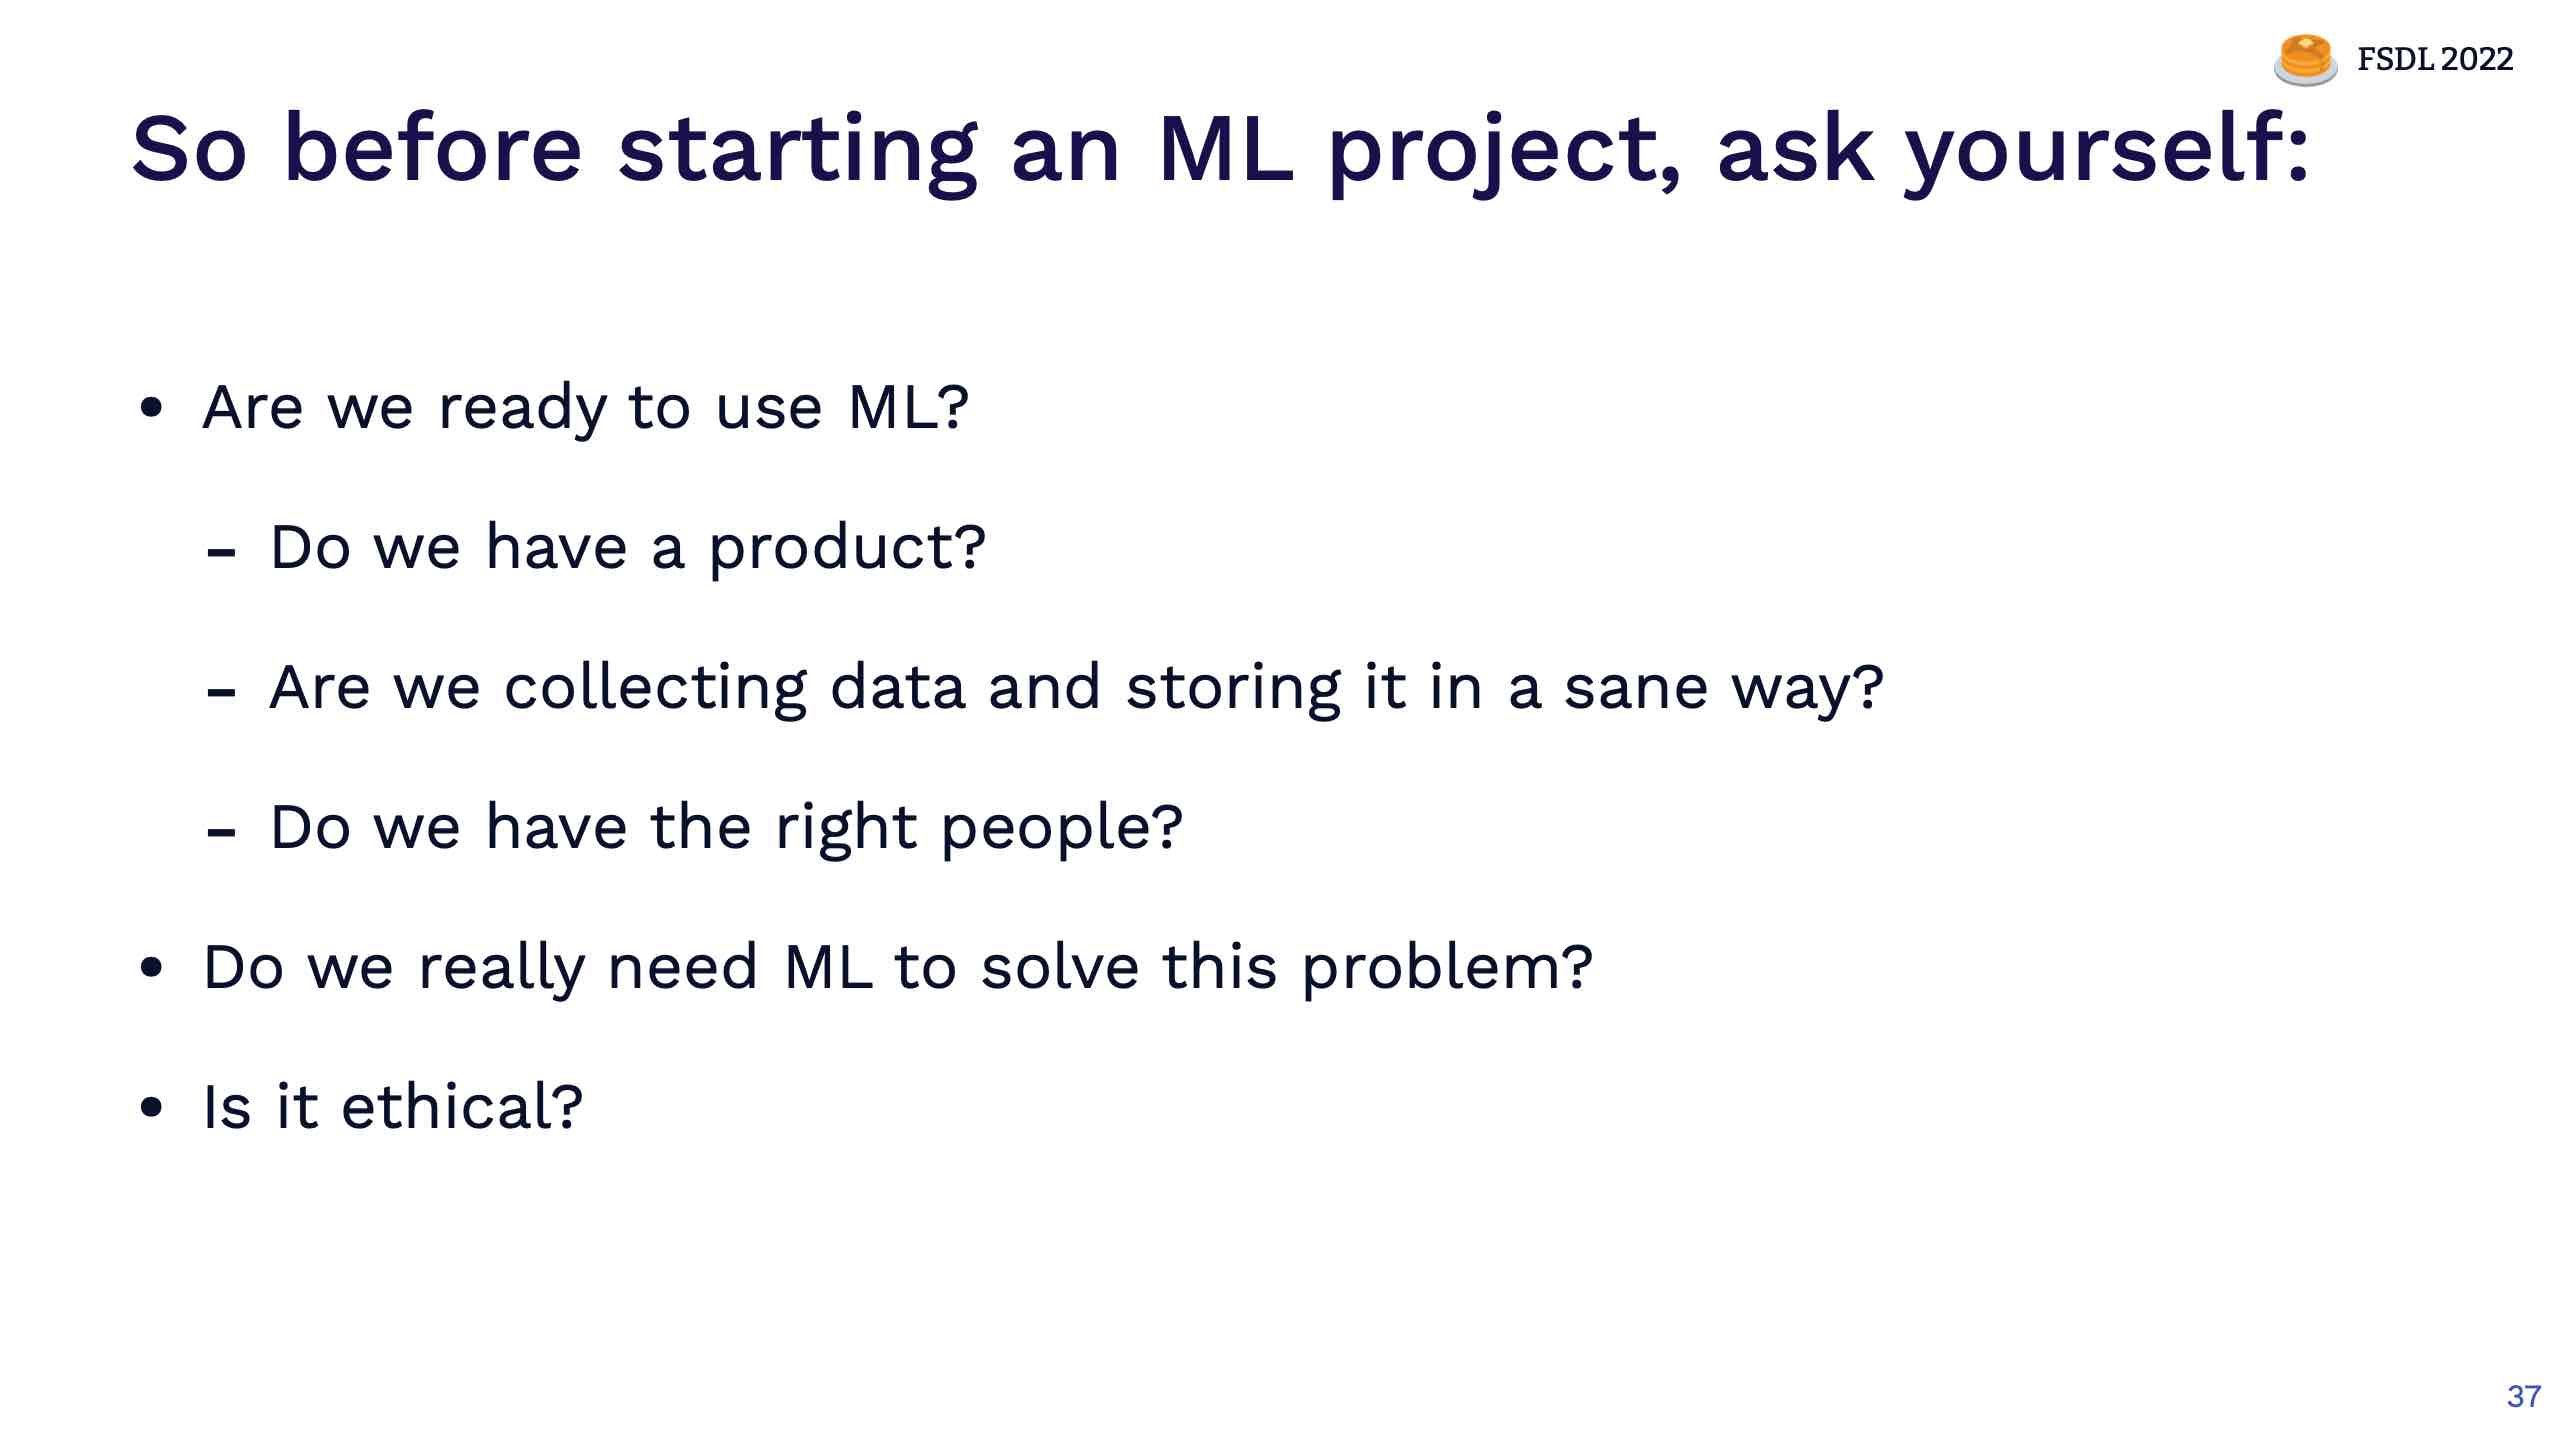 FSDL 2022
So before starting an ML project, ask yourself:
• Are we ready to use ML?
- Do we have a product?
- Are we collecting data and storing it in a sane way?
- Do we have the right people?
• Do we really need ML to solve this problem?
• Is it ethical?
37